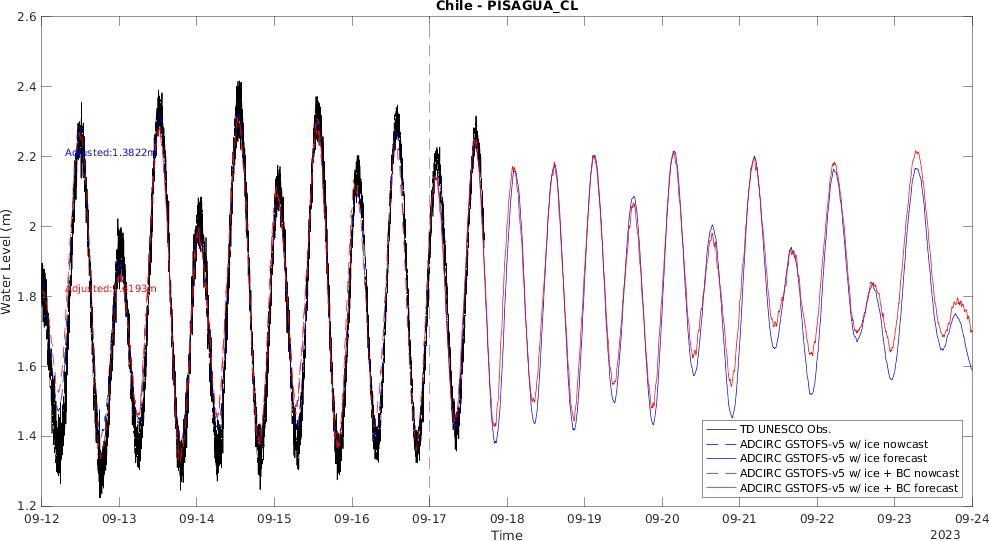 Chile - PISAGUA_CL
2.6
2.4
2.2
2
1.8
1.6
1.4
1.2
Water Level (m)
Adjusted:1.3822m
TD UNESCO Obs.
ADCIRC GSTOFS-v5 w/ ice nowcast
ADCIRC GSTOFS-v5 w/ ice forecast
ADCIRC GSTOFS-v5 w/ ice + BC nowcast
ADCIRC GSTOFS-v5 w/ ice + BC forecast
09-12 09-13 09-14 09-15 09-16 09-17 09-18 09-19 09-20 09-21 09-22 09-23 09-24
Time
2023